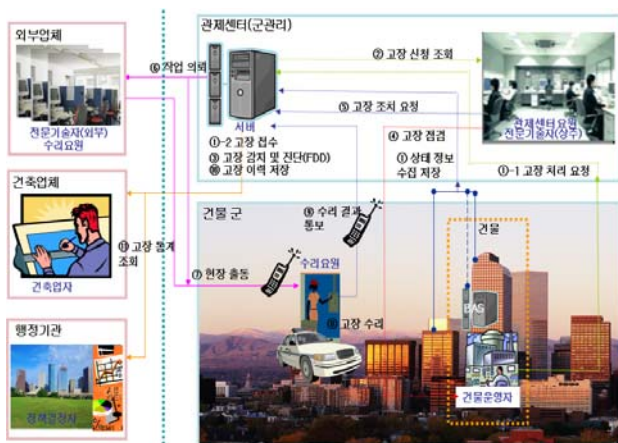 외부업체
전문기술자(외부)
수리요원
건축업체
건축업자
행정기관
정책결정자
관제센터(군관리)
⑥ 작업 의뢰
② 고장 신청 조회
서버
⑤ 고장 조치 요청
관제센터요원
전문기술자(상주)
①-2 고장 접수
③ 고장 감지 및 진단(FDD)
⑩ 고장 이력 저장
④ 고장 점검
① 상태 정보
수집 저장
①-1 고장 처리 요청
⑪ 고장 통계
조회
건물 군
⑨ 수리 결과
통보
건물
수리요원
⑦ 현장 출동
BAS
⑧ 고장 수리
건물운영자